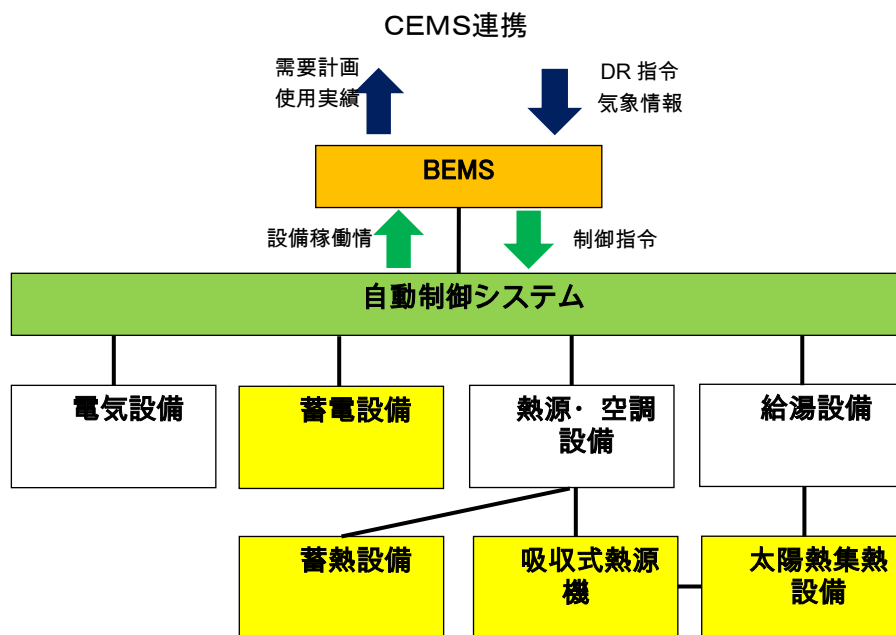 CEMS連携
需要計画
使用実績
DR 指令
気象情報
BEMS
設備稼働情
制御指令
自動制御システム
電気設備
蓄電設備
熱源・空調
設備
給湯設備
蓄熱設備
吸収式熱源
機
太陽熱集熱
設備